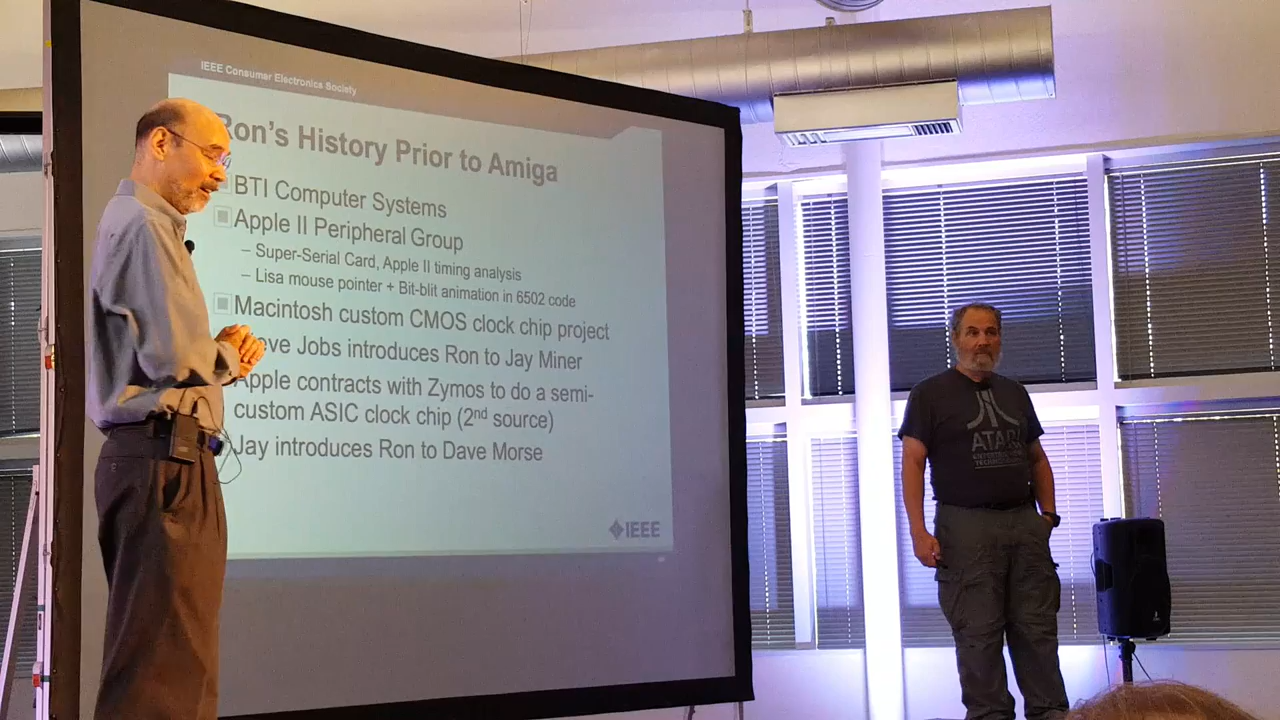 IEEE Consumer Electronics Society
Ron's History Prior to Amiga
BTI Computer Systems
Apple II Peripheral Group
– Super-Serial Card, Apple II timing analysis
– Lisa mouse pointer + Bit-blit animation in 6502 code
Macintosh custom CMOS clock chip project
eve Jobs introduces Ron to Jay Miner
Apple contracts with Zymos to do a semi-
custom ASIC clock chip (2nd source)
Jay introduces Ron to Dave Morse
IEEE
ATARI